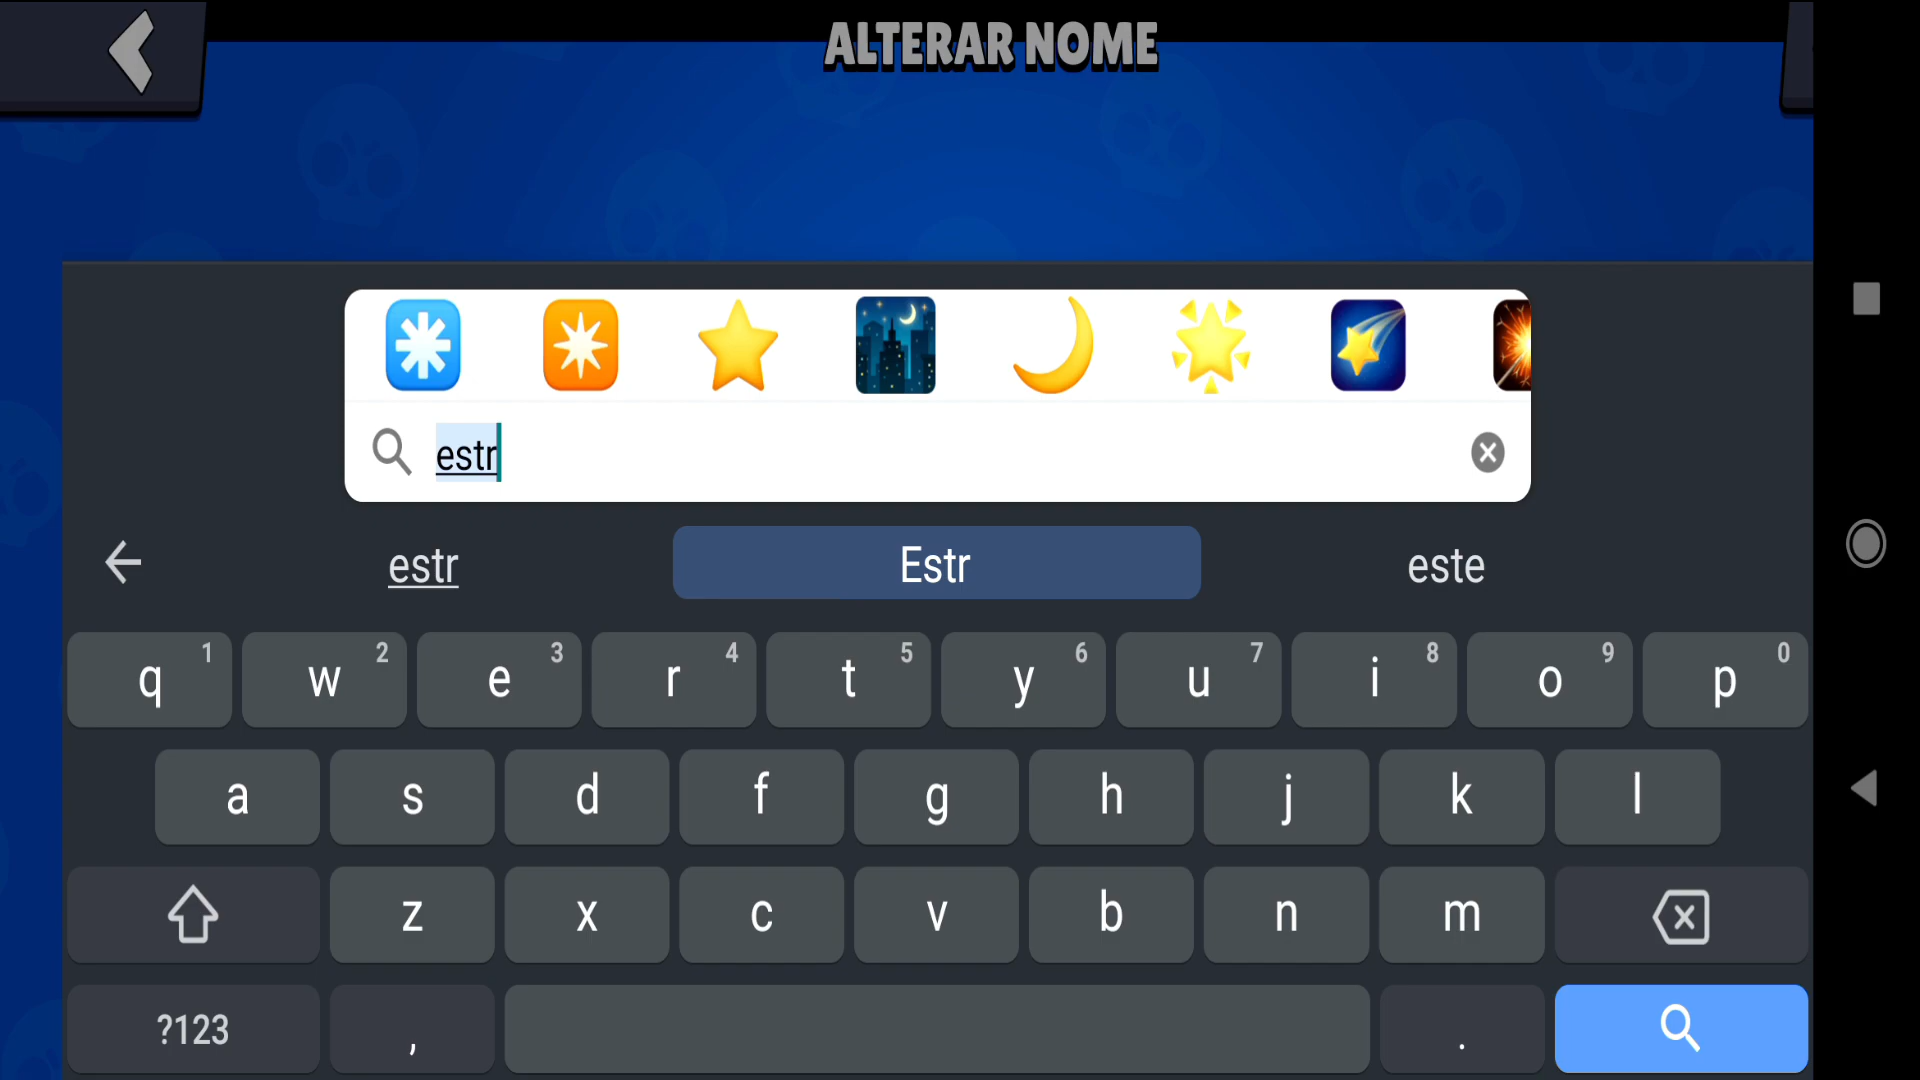 ALTERAR NOME
estr
estr Estr este
q 1 w 2 e 3 r 4 t 5 y 6 u 7 i 8 o 9 p 0
a s d f g h j k l
z x c v b n m
?123 , .